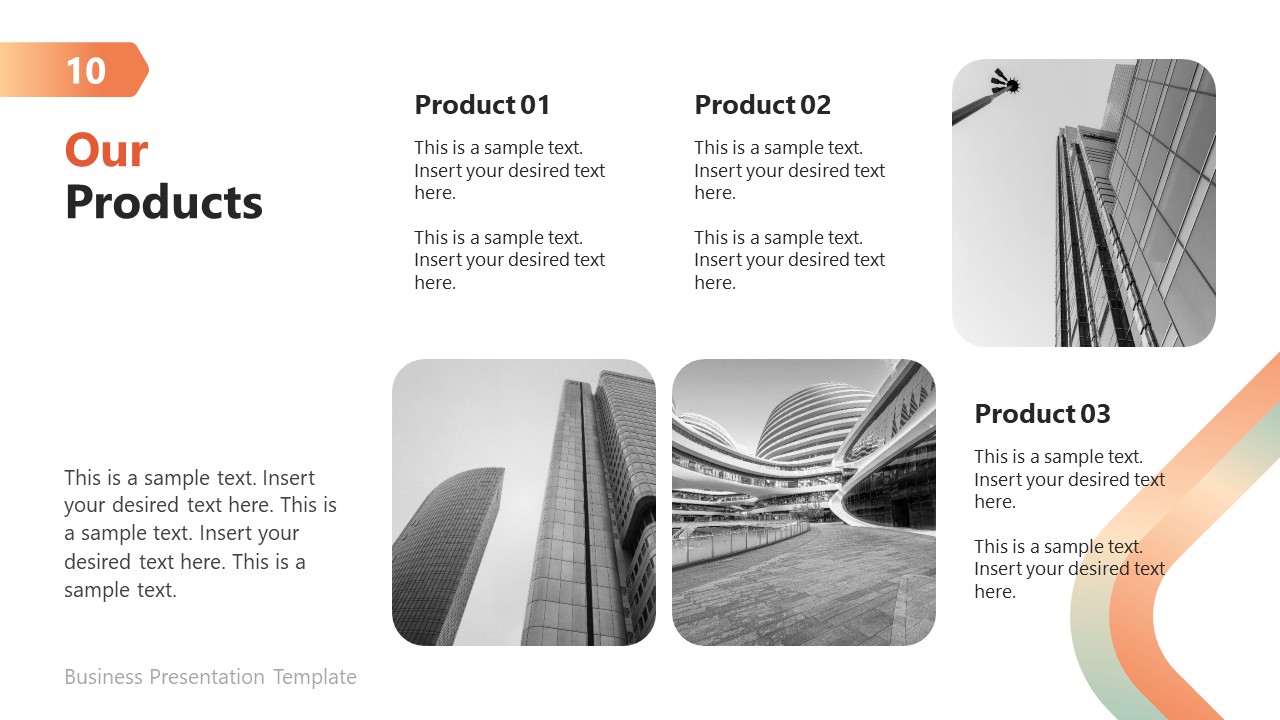 10
Our
Products
This is a sample text. Insert
your desired text here. This is
a sample text. Insert your
desired text here. This is a
sample text.
Business Presentation Template
Product 01
This is a sample text.
Insert your desired text
here.
This is a sample text.
Insert your desired text
here.
Product 02
This is a sample text.
Insert your desired text
here.
This is a sample text.
Insert your desired text
here.
Product 03
This is a sample text.
Insert your desired text
here.
This is a sample text.
Insert your desired text
here.